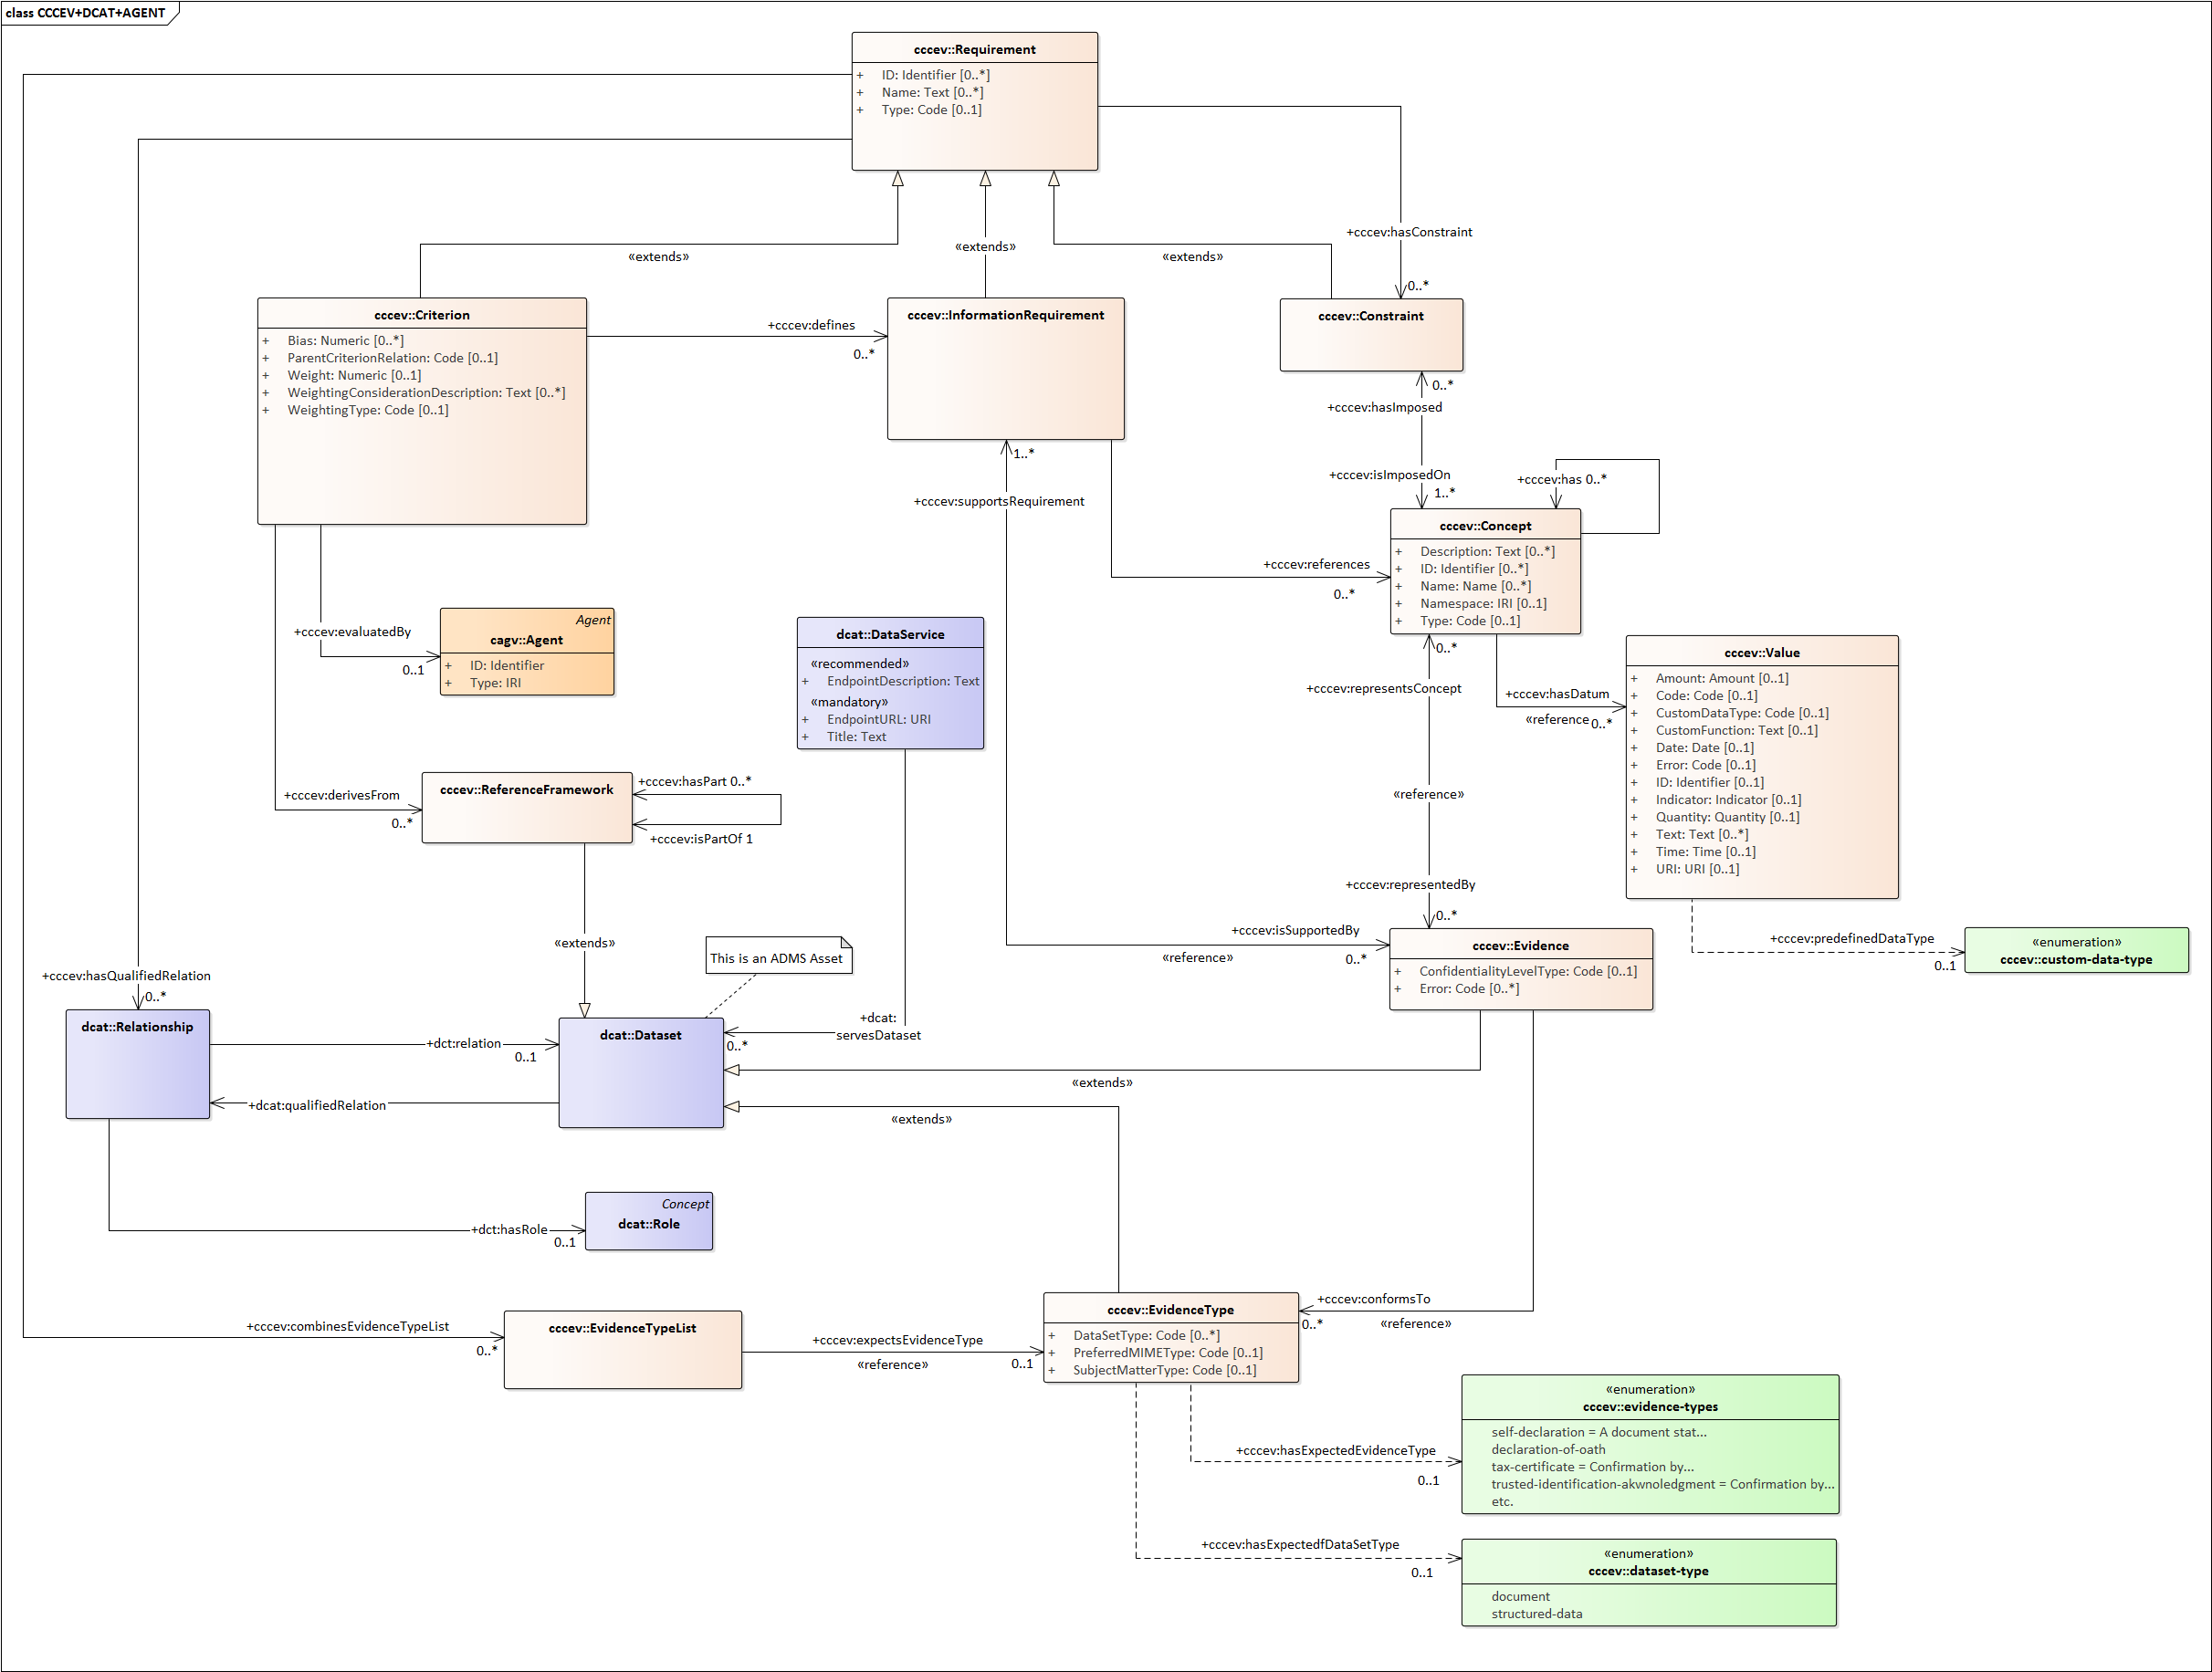 class CCCEV+DCAT+AGENT
cccev::Requirement
+ ID: Identifier [0..*]
+ Name: Text [0..*]
+ Type: Code [0..1]
+cccev:hasConstraint
0..*
«extends»
«extends»
«extends»
cccev::Criterion
+ Bias: Numeric [0..*]
+ ParentCriterionRelation: Code [0..1]
+ Weight: Numeric [0..1]
+ WeightingConsiderationDescription: Text [0..*]
+ WeightingType: Code [0..1]
+cccev:defines
0..*
cccev::InformationRequirement
cccev::Constraint
0..*
+cccev:hasImposed
+cccev:isImposedOn
1..*
+cccev:has 0..*
1..*
+cccev:supportsRequirement
cccev::Concept
+ Description: Text [0..*]
+ ID: Identifier [0..*]
+ Name: Name [0..*]
+ Namespace: IRI [0..1]
+ Type: Code [0..1]
+cccev:references
0..*
+cccev:evaluatedBy
0..1
Agent
cagv::Agent
+ ID: Identifier
+ Type: IRI
dcat::DataService
«recommended»
+ EndpointDescription: Text
«mandatory»
+ EndpointURL: URI
+ Title: Text
0..*
+cccev:representsConcept
«reference»
+cccev:representedBy
0..*
+cccev:hasDatum
«reference
0..*
cccev::Value
+ Amount: Amount [0..1]
+ Code: Code [0..1]
+ CustomDataType: Code [0..1]
+ CustomFunction: Text [0..1]
+ Date: Date [0..1]
+ Error: Code [0..1]
+ ID: Identifier [0..1]
+ Indicator: Indicator [0..1]
+ Quantity: Quantity [0..1]
+ Text: Text [0..*]
+ Time: Time [0..1]
+ URI: URI [0..1]
+cccev:derivesFrom
0..*
cccev::ReferenceFramework
+cccev:hasPart 0..*
+cccev:isPartOf 1
«extends»
This is an ADMS Asset
+cccev:isSupportedBy
«reference»
0..*
cccev::Evidence
+ ConfidentialityLevelType: Code [0..1]
+ Error: Code [0..*]
+cccev:predefinedDataType
0..1
«enumeration»
cccev::custom-data-type
+cccev:hasQualifiedRelation
0..*
dcat::Relationship
+dct:relation
0..1
+dcat:qualifiedRelation
dcat::Dataset
+dcat:
servesDataset
0..*
«extends»
«extends»
+dct:hasRole
0..1
Concept
dcat::Role
+cccev:combinesEvidenceTypeList
0..*
cccev::EvidenceTypeList
+cccev:expectsEvidenceType
«reference»
0..1
cccev::EvidenceType
+ DataSetType: Code [0..*]
+ PreferredMIMEType: Code [0..1]
+ SubjectMatterType: Code [0..1]
+cccev:conformsTo
0..*
«reference»
+cccev:hasExpectedEvidenceType
0..1
«enumeration»
cccev::evidence-types
self-declaration = A document stat...
declaration-of-oath
tax-certificate = Confirmation by...
trusted-identification-akwnoledgment = Confirmation by...
etc.
+cccev:hasExpectedfDataSetType
0..1
«enumeration»
cccev::dataset-type
document
structured-data